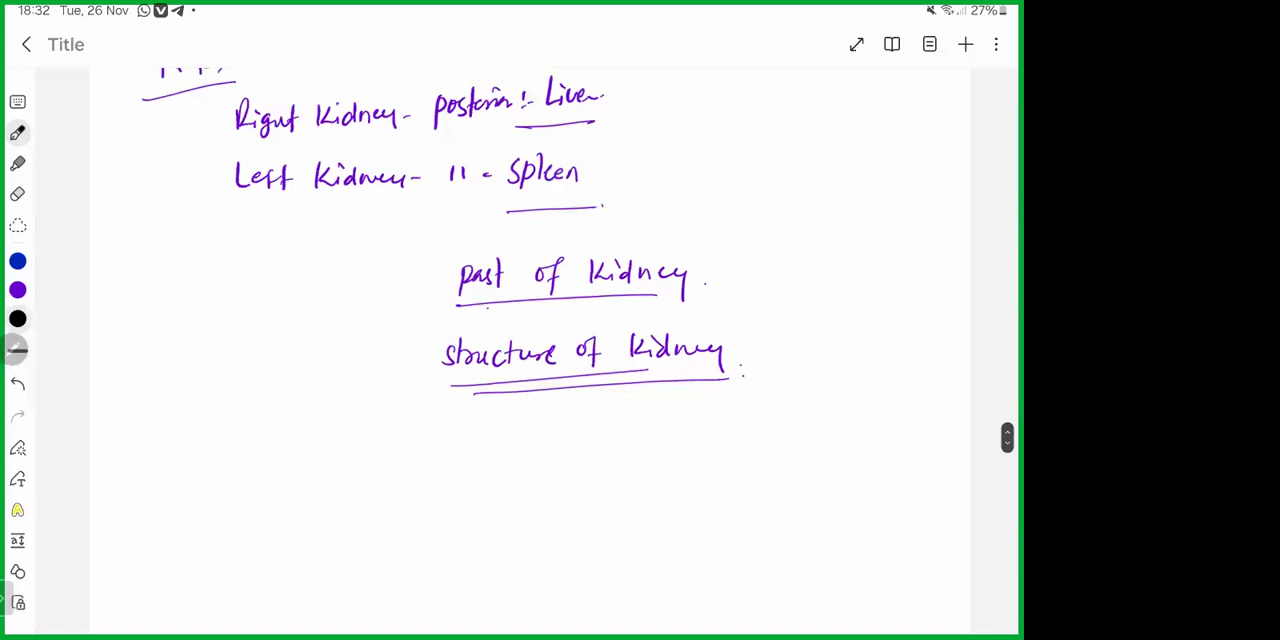 18:32 Tue, 26 Nov 27%
Title
Right Kidney - posterior :- Liver.
Left Kidney - 11 - Spleen
part of Kidney.
structure of Kidney.